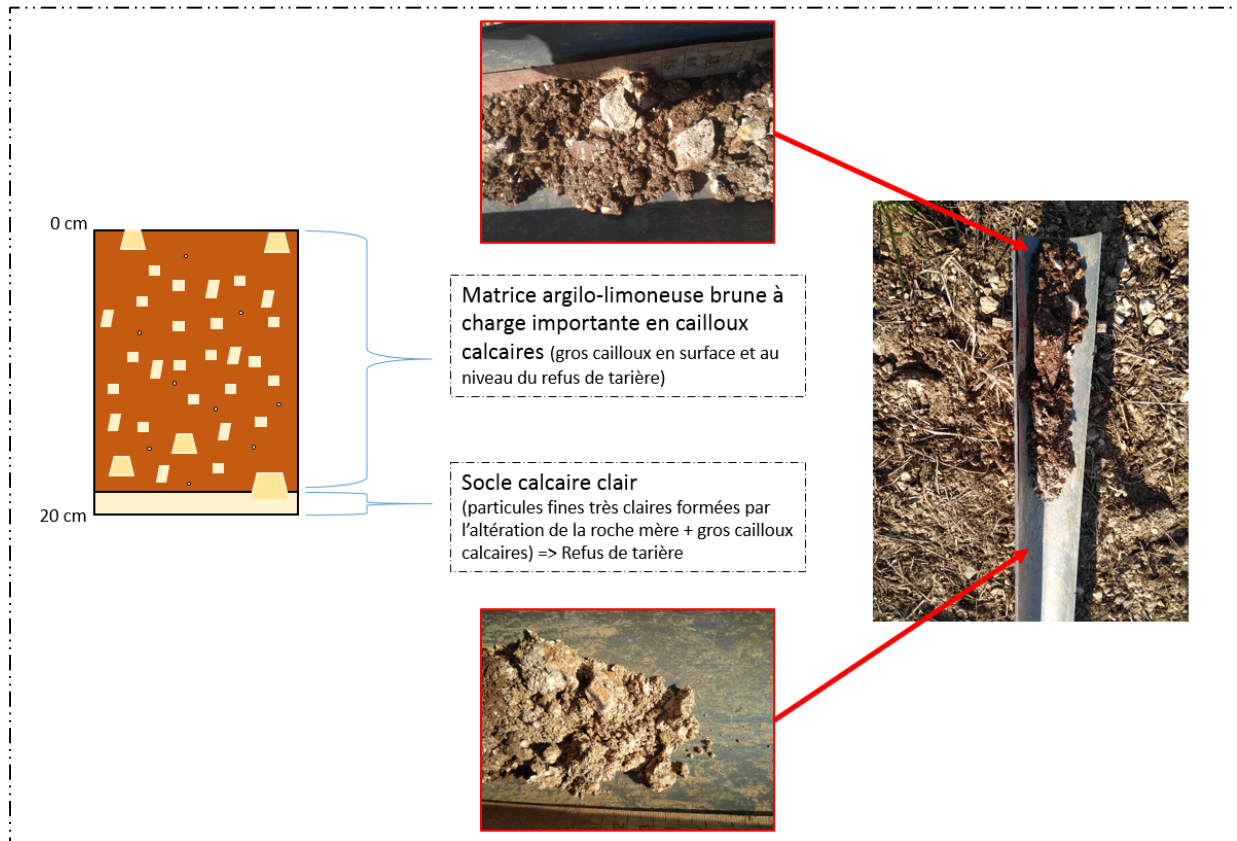 0 cm
Matrice argilo-limoneuse brune à
charge importante en cailloux
calcaires (gros cailloux en surface et au
niveau du refus de tarière)
Socle calcaire clair
(particules fines très claires formées par
l'altération de la roche mère + gros cailloux
calcaires) => Refus de tarière
20 cm